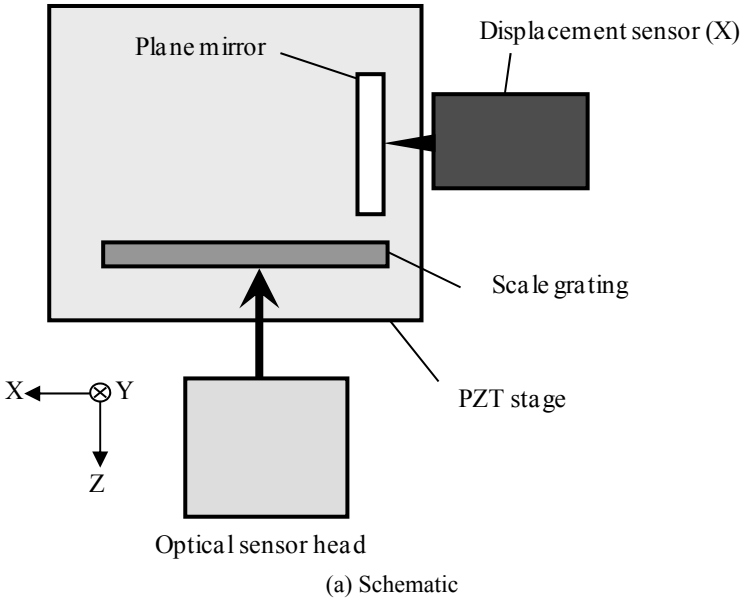 Displacement sensor (X)
Plane mirror
Scale grating
PZT stage
X
Y
Z
Optical sensor head
(a) Schematic